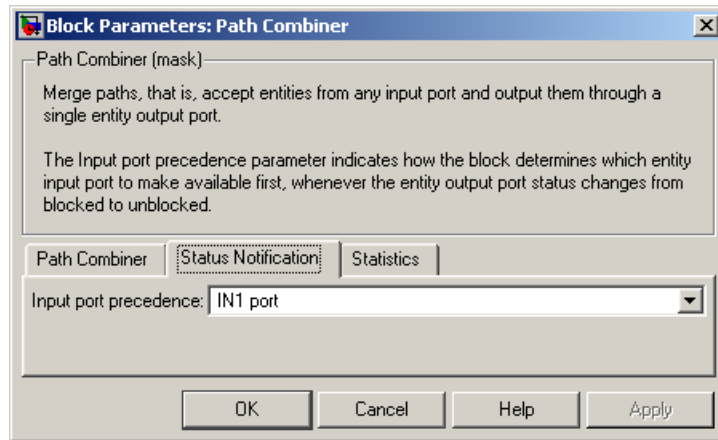 Block Parameters: Path Combiner
Path Combiner (mask)
Merge paths, that is, accept entities from any input port and output them through a
single entity output port.
The Input port precedence parameter indicates how the block determines which entity
input port to make available first, whenever the entity output port status changes from
blocked to unblocked.
Path Combiner Status Notification Statistics
Input port precedence: IN1 port
OK Cancel Help Apply